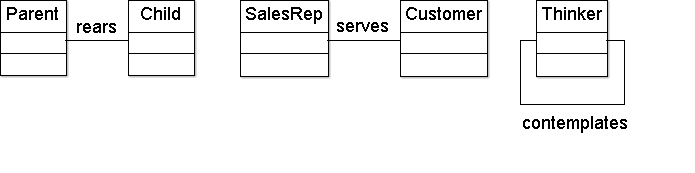 Parent
rears
Child
SalesRep
serves
Customer
Thinker
contemplates